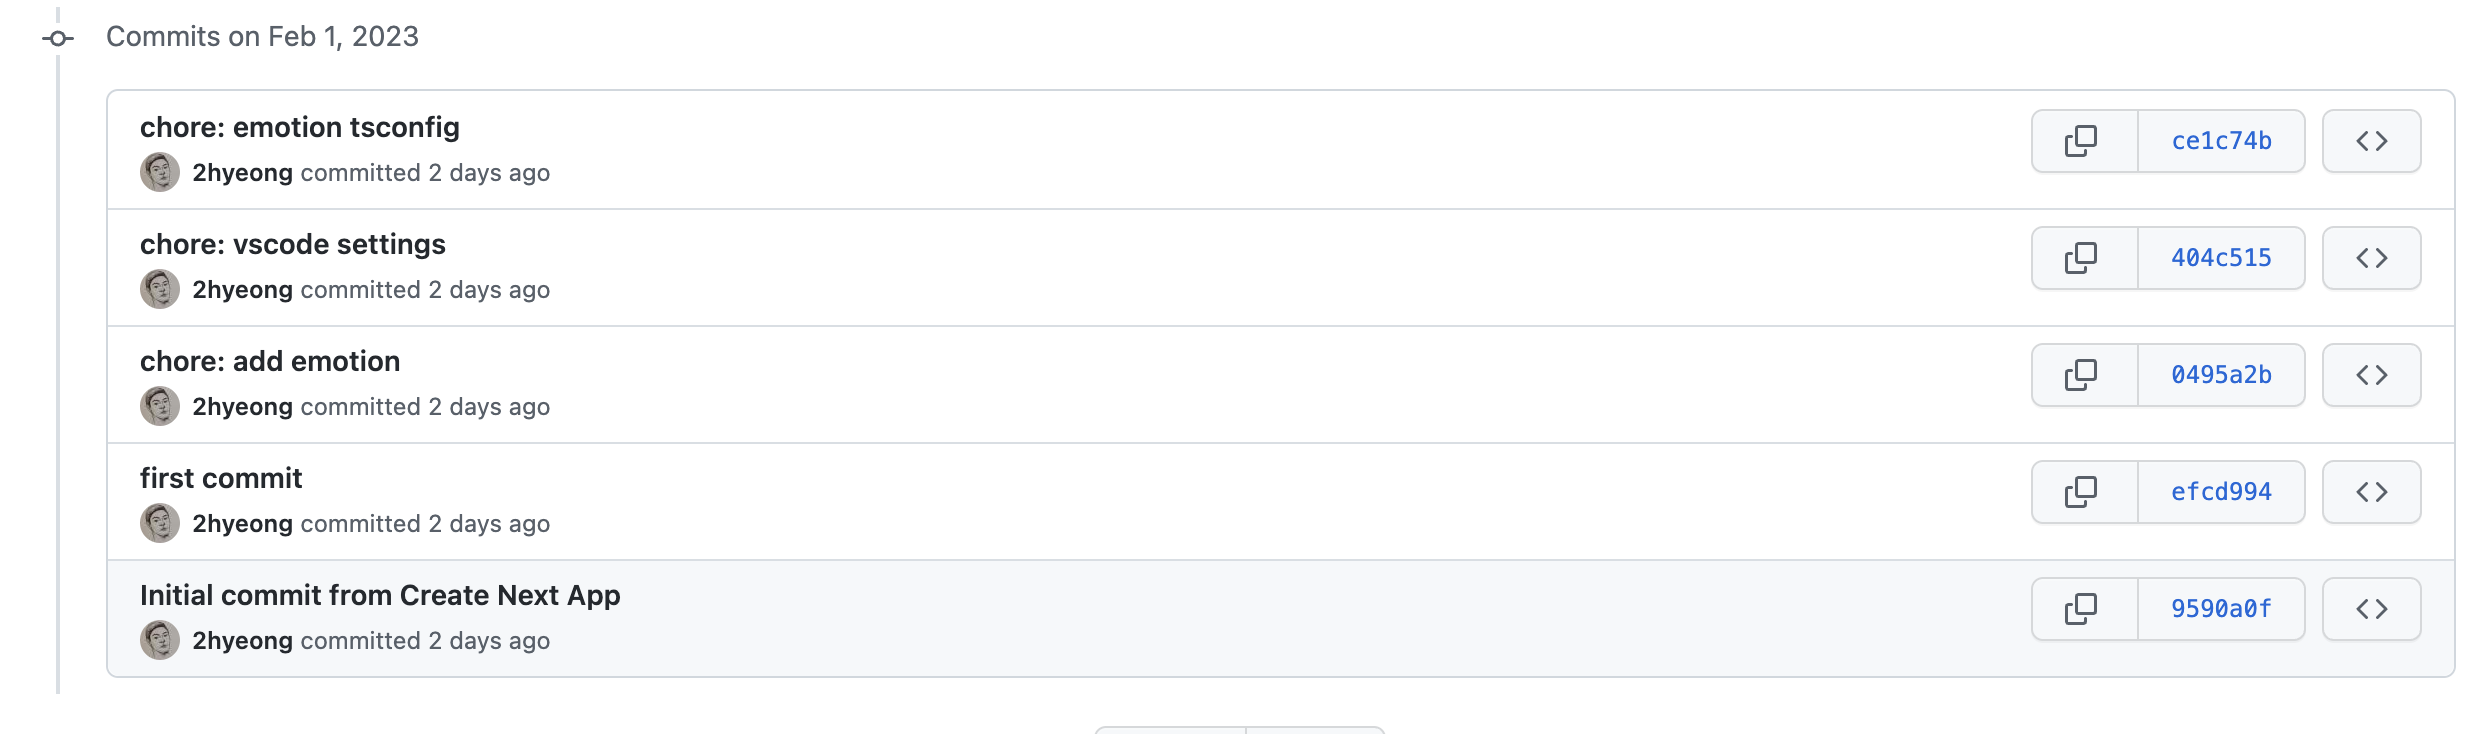 Commits on Feb 1, 2023
chore: emotion tsconfig
2hyeong committed 2 days ago
ce1c74b
chore: vscode settings
2hyeong committed 2 days ago
404c515
chore: add emotion
2hyeong committed 2 days ago
0495a2b
first commit
2hyeong committed 2 days ago
efcd994
Initial commit from Create Next App
2hyeong committed 2 days ago
9590a0f